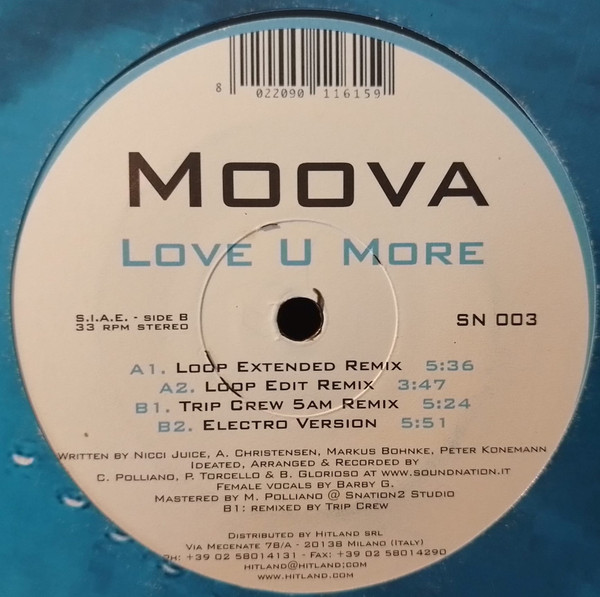 8 022090 116159
MOOVA
LOVE U MORE
S.I.A.E. - SIDE B
33 RPM STEREO
SN 003
A1. LOOP EXTENDED REMIX 5:36
A2. LOOP EDIT REMIX 3:47
B1. TRIP CREW 5AM REMIX 5:24
B2. ELECTRO VERSION 5:51
WRITTEN BY NICCI JUICE, A. CHRISTENSEN, MARKUS BOHNKE, PETER KONEMANN
IDEATED, ARRANGED & RECORDED BY
C. POLLIANO, P. TORCELLO & B. GLORIOSO AT WWW.SOUNDNATION.IT
FEMALE VOCALS BY BARBY G.
MASTERED BY M. POLLIANO @ SNATION2 STUDIO
B1: REMIXED BY TRIP CREW
DISTRIBUTED BY HITLAND SRL
VIA MECENATE 78/A - 20138 MILANO (ITALY)
PH: +39 02 58014131 - FAX: +39 02 58014290
HITLAND@HITLAND.COM
WWW.HITLAND.COM